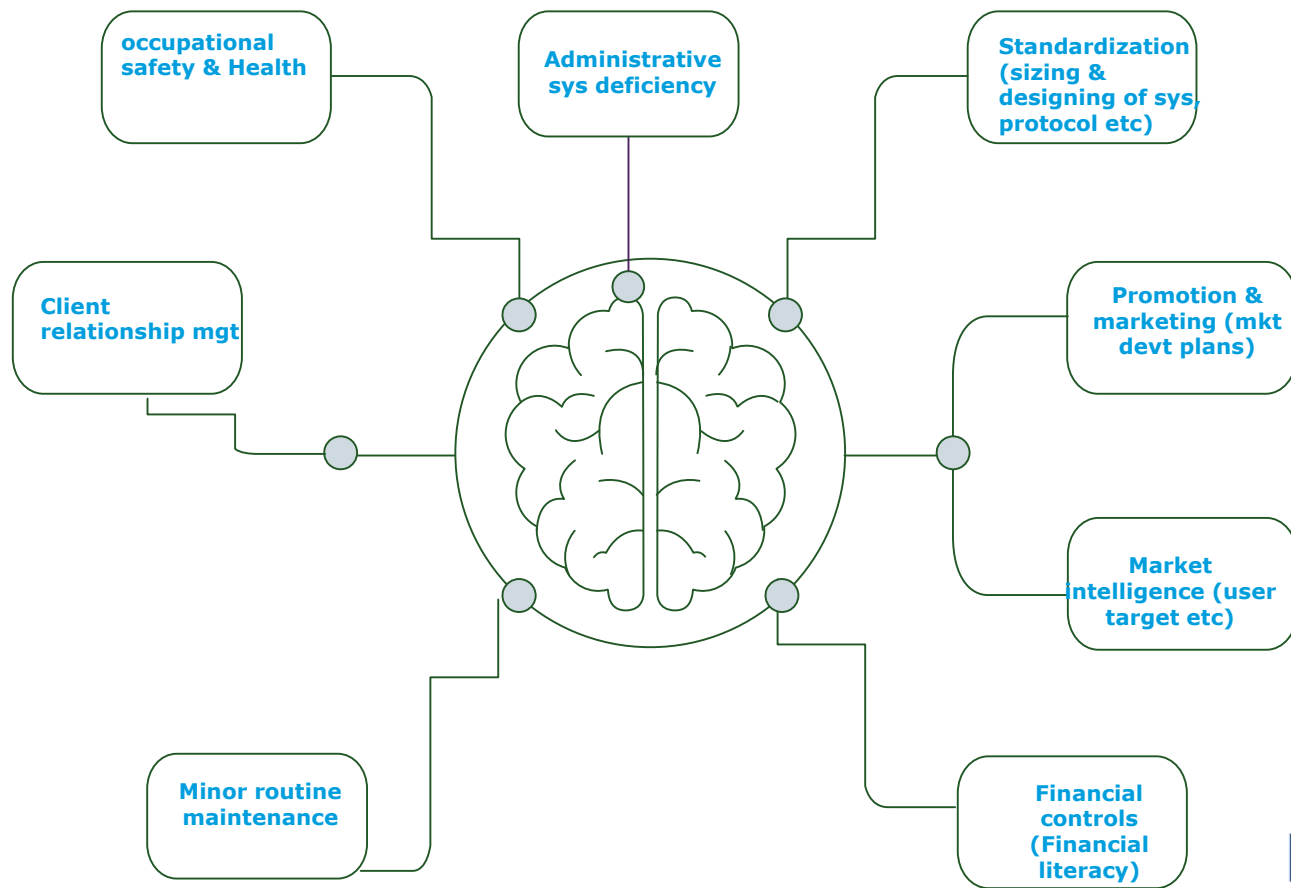 occupational
safety & Health
Administrative
sys deficiency
Standardization
(sizing &
designing of sys,
protocol etc)
Client
relationship mgt
Promotion &
marketing (mkt
devt plans)
Market
intelligence (user
target etc)
Minor routine
maintenance
Financial
controls
(Financial
literacy)